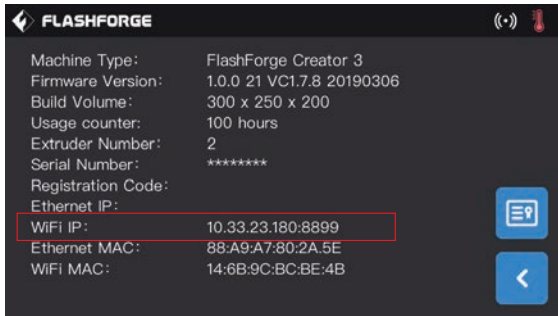 FLASHFORGE
Machine Type: FlashForge Creator 3
Firmware Version: 1.0.0 21 VC1.7.8 20190306
Build Volume: 300 x 250 x 200
Usage counter: 100 hours
Extruder Number: 2
Serial Number: ********
Registration Code:
Ethernet IP:
WiFi IP: 10.33.23.180:8899
Ethernet MAC: 88:A9:A7:80:2A.5E
WiFi MAC: 14:6B:9C:BC:BE:4B